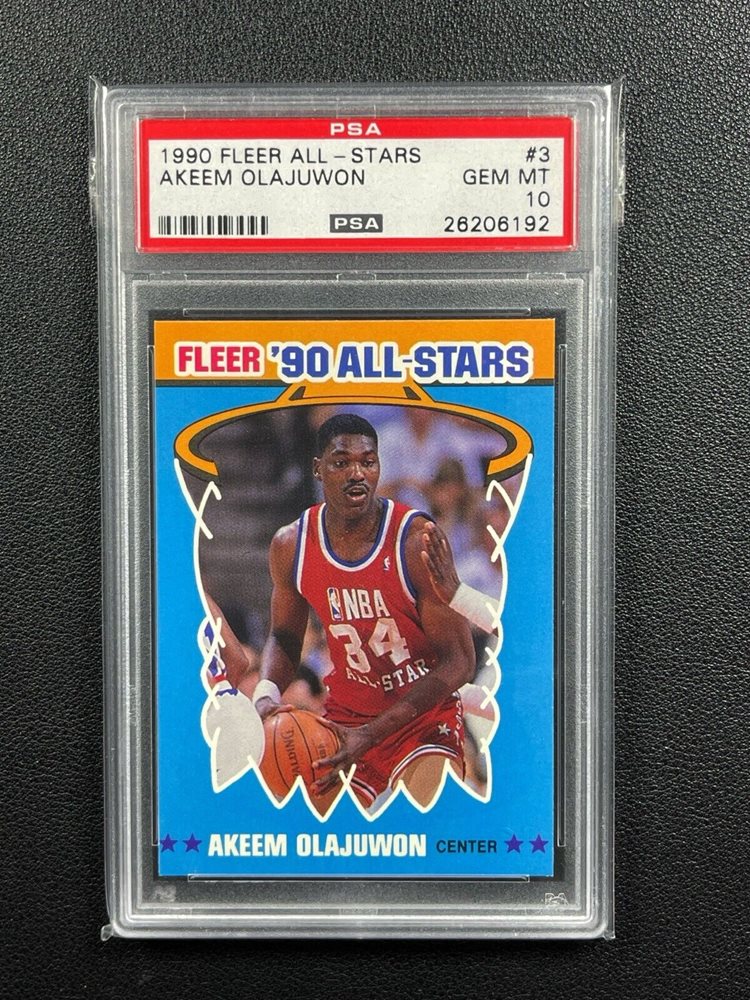 PSA
1990 FLEER ALL-STARS #3
AKEEM OLAJUWON GEM MT
10
PSA 26206192
FLEER '90 ALL-STARS
NBA
34
ALL-STAR
SPALDING
AKEEM OLAJUWON CENTER